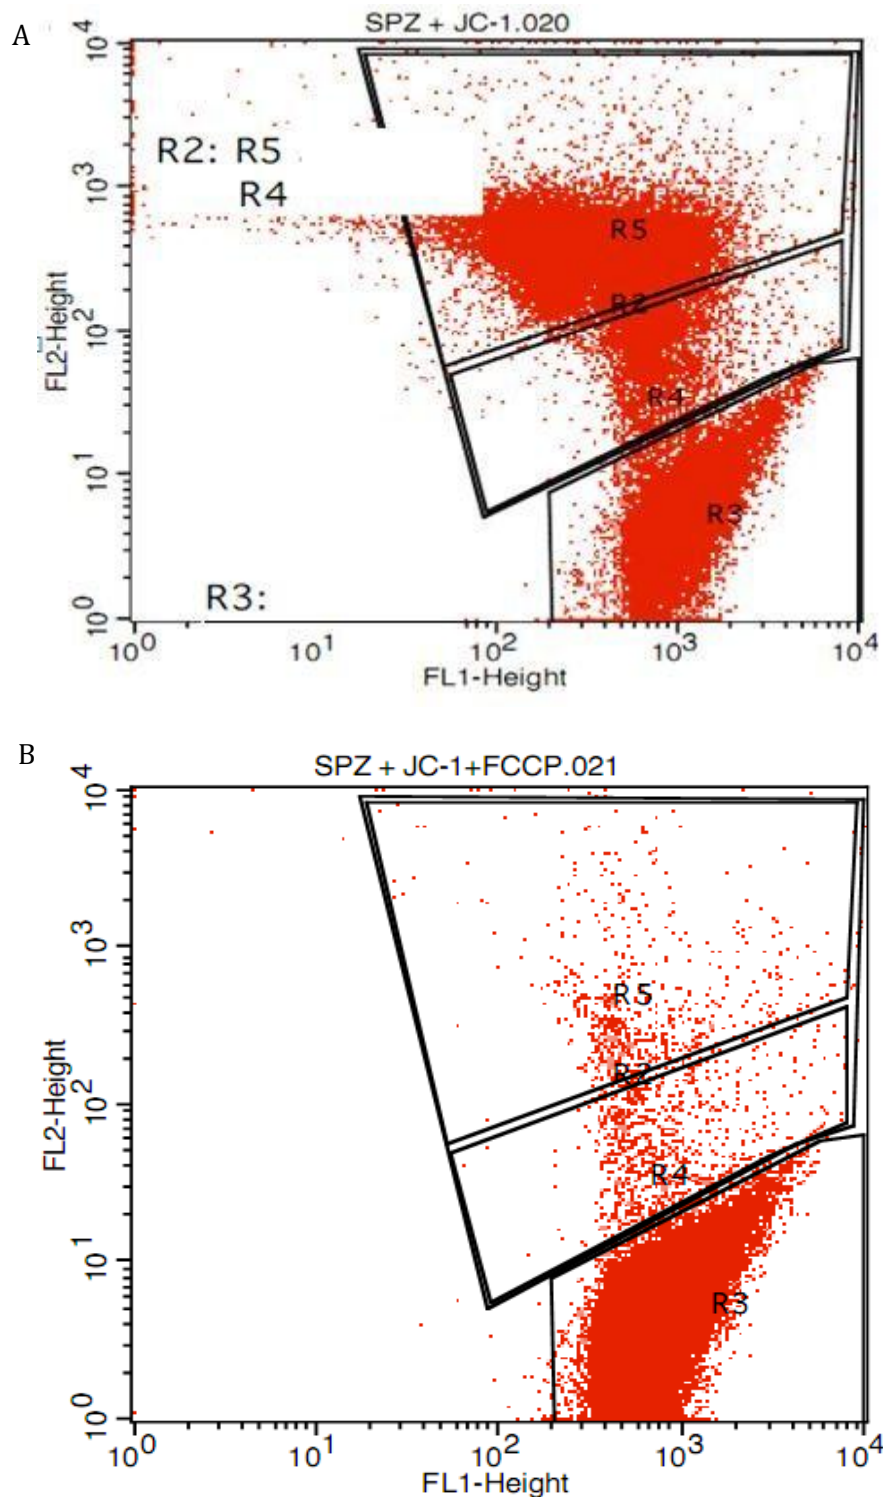 A
SPZ + JC-1.020
10^4
10^3
10^2
10^1
10^0
FL2-Height
R2: R5
R4
R5
R2
R4
R3
R3:
10^0 10^1 10^2 10^3 10^4
FL1-Height
B
SPZ + JC-1+FCCP.021
10^4
10^3
10^2
10^1
10^0
FL2-Height
R5
R2
R4
R3
10^0 10^1 10^2 10^3 10^4
FL1-Height